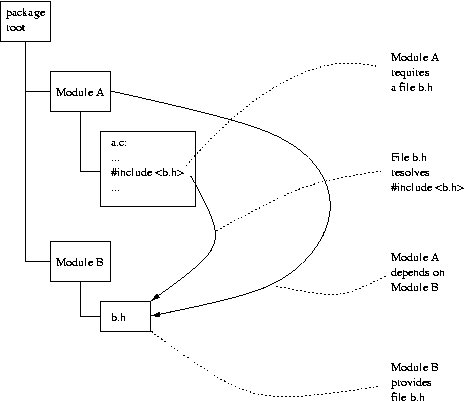 package
root
Module A
a.c:
...
#include <b.h>
...
Module B
b.h
Module A
requires
a file b.h
File b.h
resolves
#include <b.h>
Module A
depends on
Module B
Module B
provides
file b.h